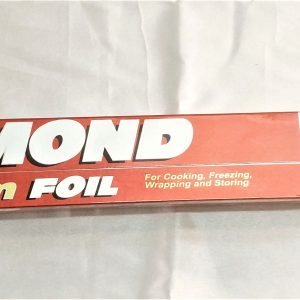 MOND
m FOIL
For Cooking, Freezing,
Wrapping and Storing